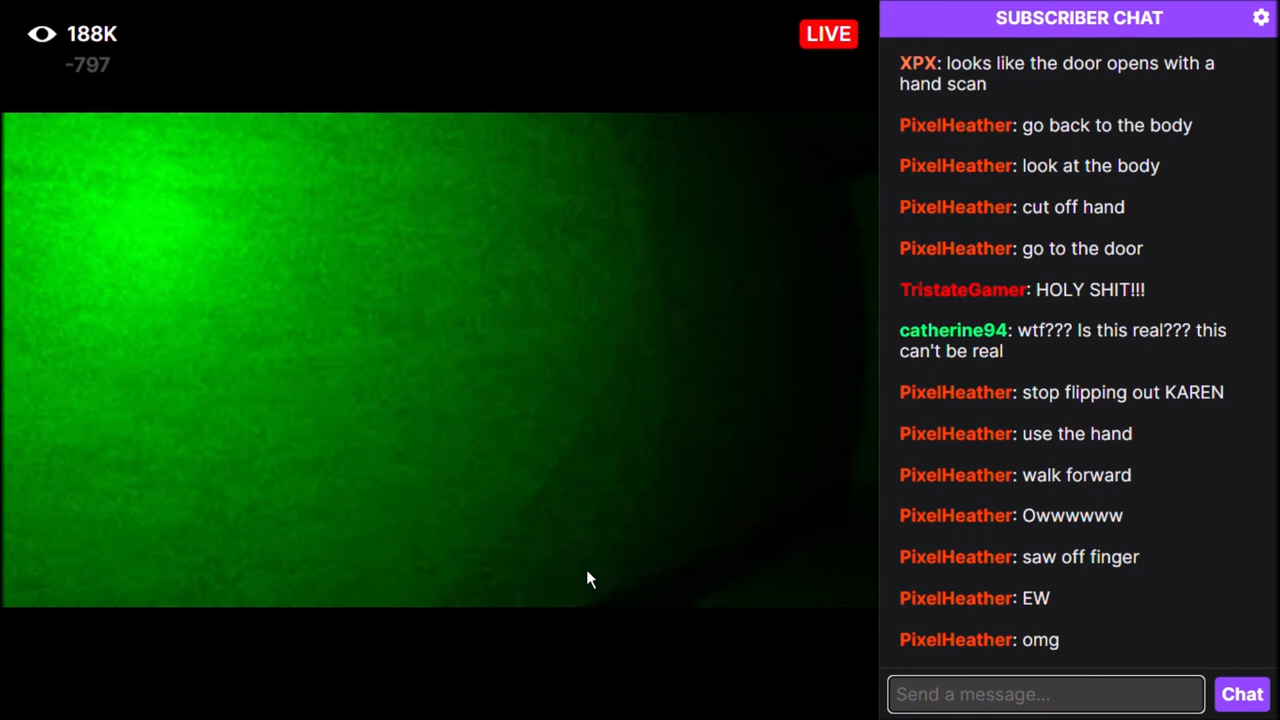 188K
-797
LIVE
SUBSCRIBER CHAT
XPX: looks like the door opens with a
hand scan
PixelHeather: go back to the body
PixelHeather: look at the body
PixelHeather: cut off hand
PixelHeather: go to the door
TristateGamer: HOLY SHIT!!!
catherine94: wtf??? Is this real??? this
can't be real
PixelHeather: stop flipping out KAREN
PixelHeather: use the hand
PixelHeather: walk forward
PixelHeather: Owwwwww
PixelHeather: saw off finger
PixelHeather: EW
PixelHeather: omg
Send a message...
Chat